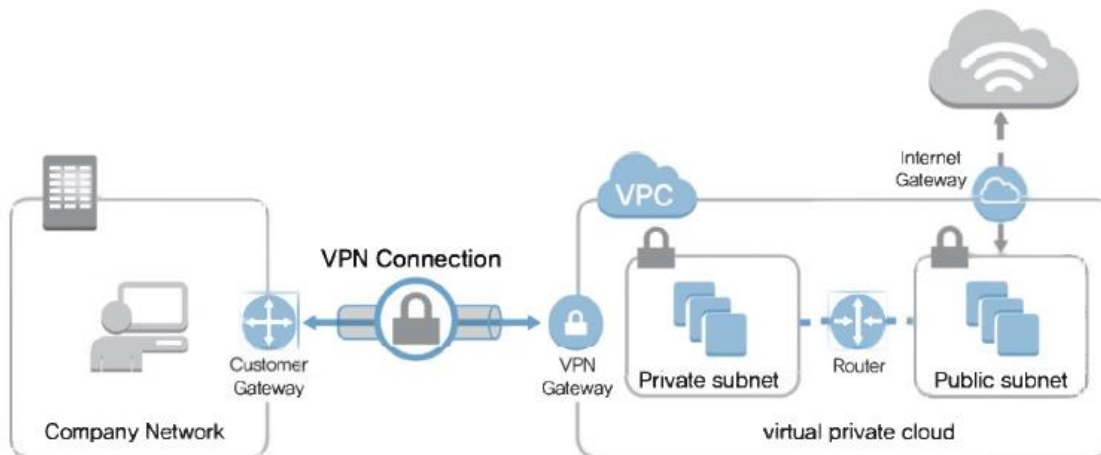 Internet
Gateway
VPC
VPN Connection
Customer
Gateway
VPN
Gateway
Private subnet
Router
Public subnet
Company Network
virtual private cloud